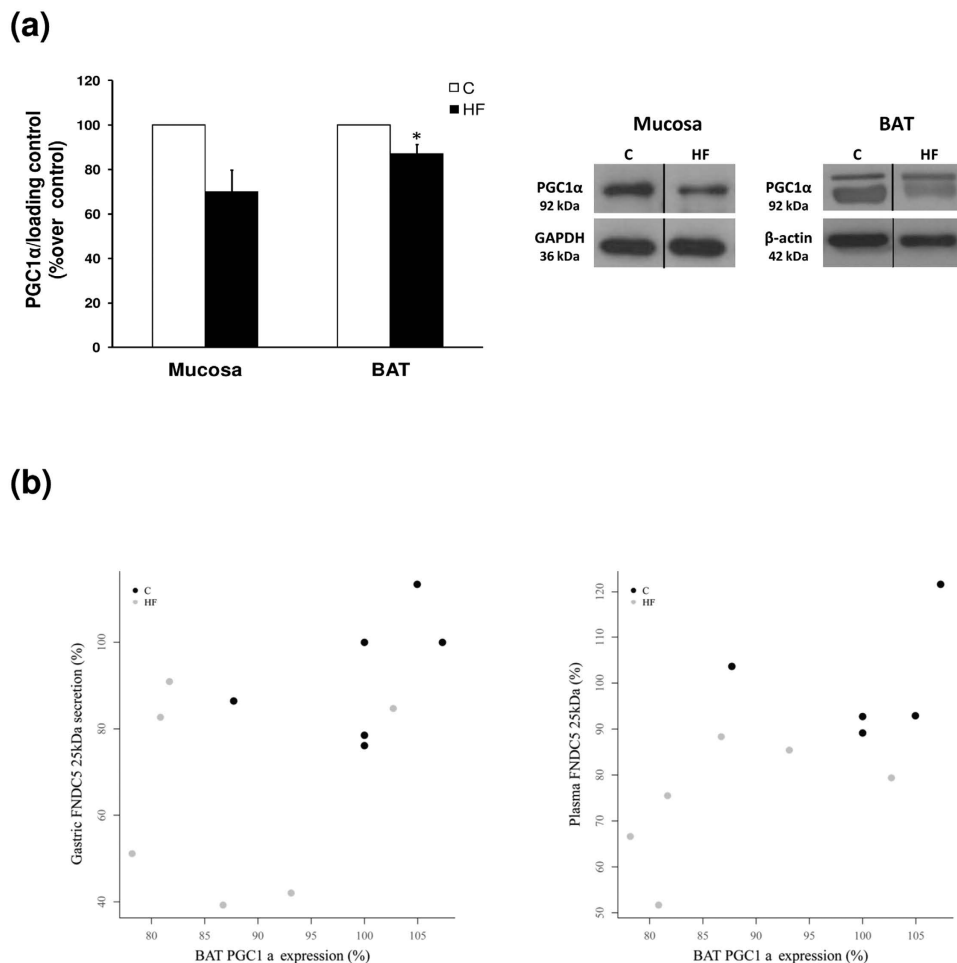 (a)
120
100
80
60
40
20
0
PGC1α/loading control
(%over control)
C
HF
*
Mucosa
BAT
Mucosa
C
HF
PGC1α
92 kDa
GAPDH
36 kDa
BAT
C
HF
PGC1α
92 kDa
β-actin
42 kDa
(b)
C
HF
Gastric FNDC5 25kDa secretion (%)
100
80
60
40
80 85 90 95 100 105
BAT PGC1 a expression (%)
C
HF
Plasma FNDC5 25kDa (%)
120
110
100
90
80
70
60
50
80 85 90 95 100 105
BAT PGC1 a expression (%)